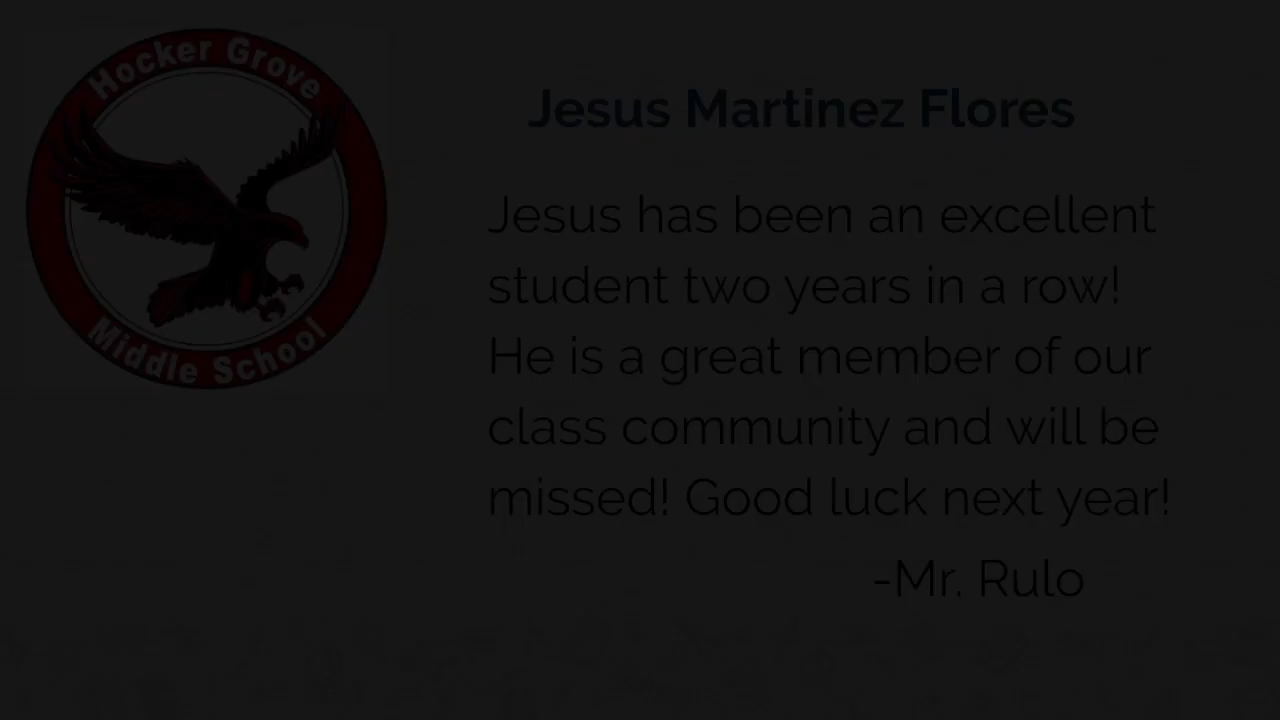 Hocker Grove
Middle School
Jesus Martinez Flores
Jesus has been an excellent
student two years in a row!
He is a great member of our
class community and will be
missed! Good luck next year!
-Mr. Rulo